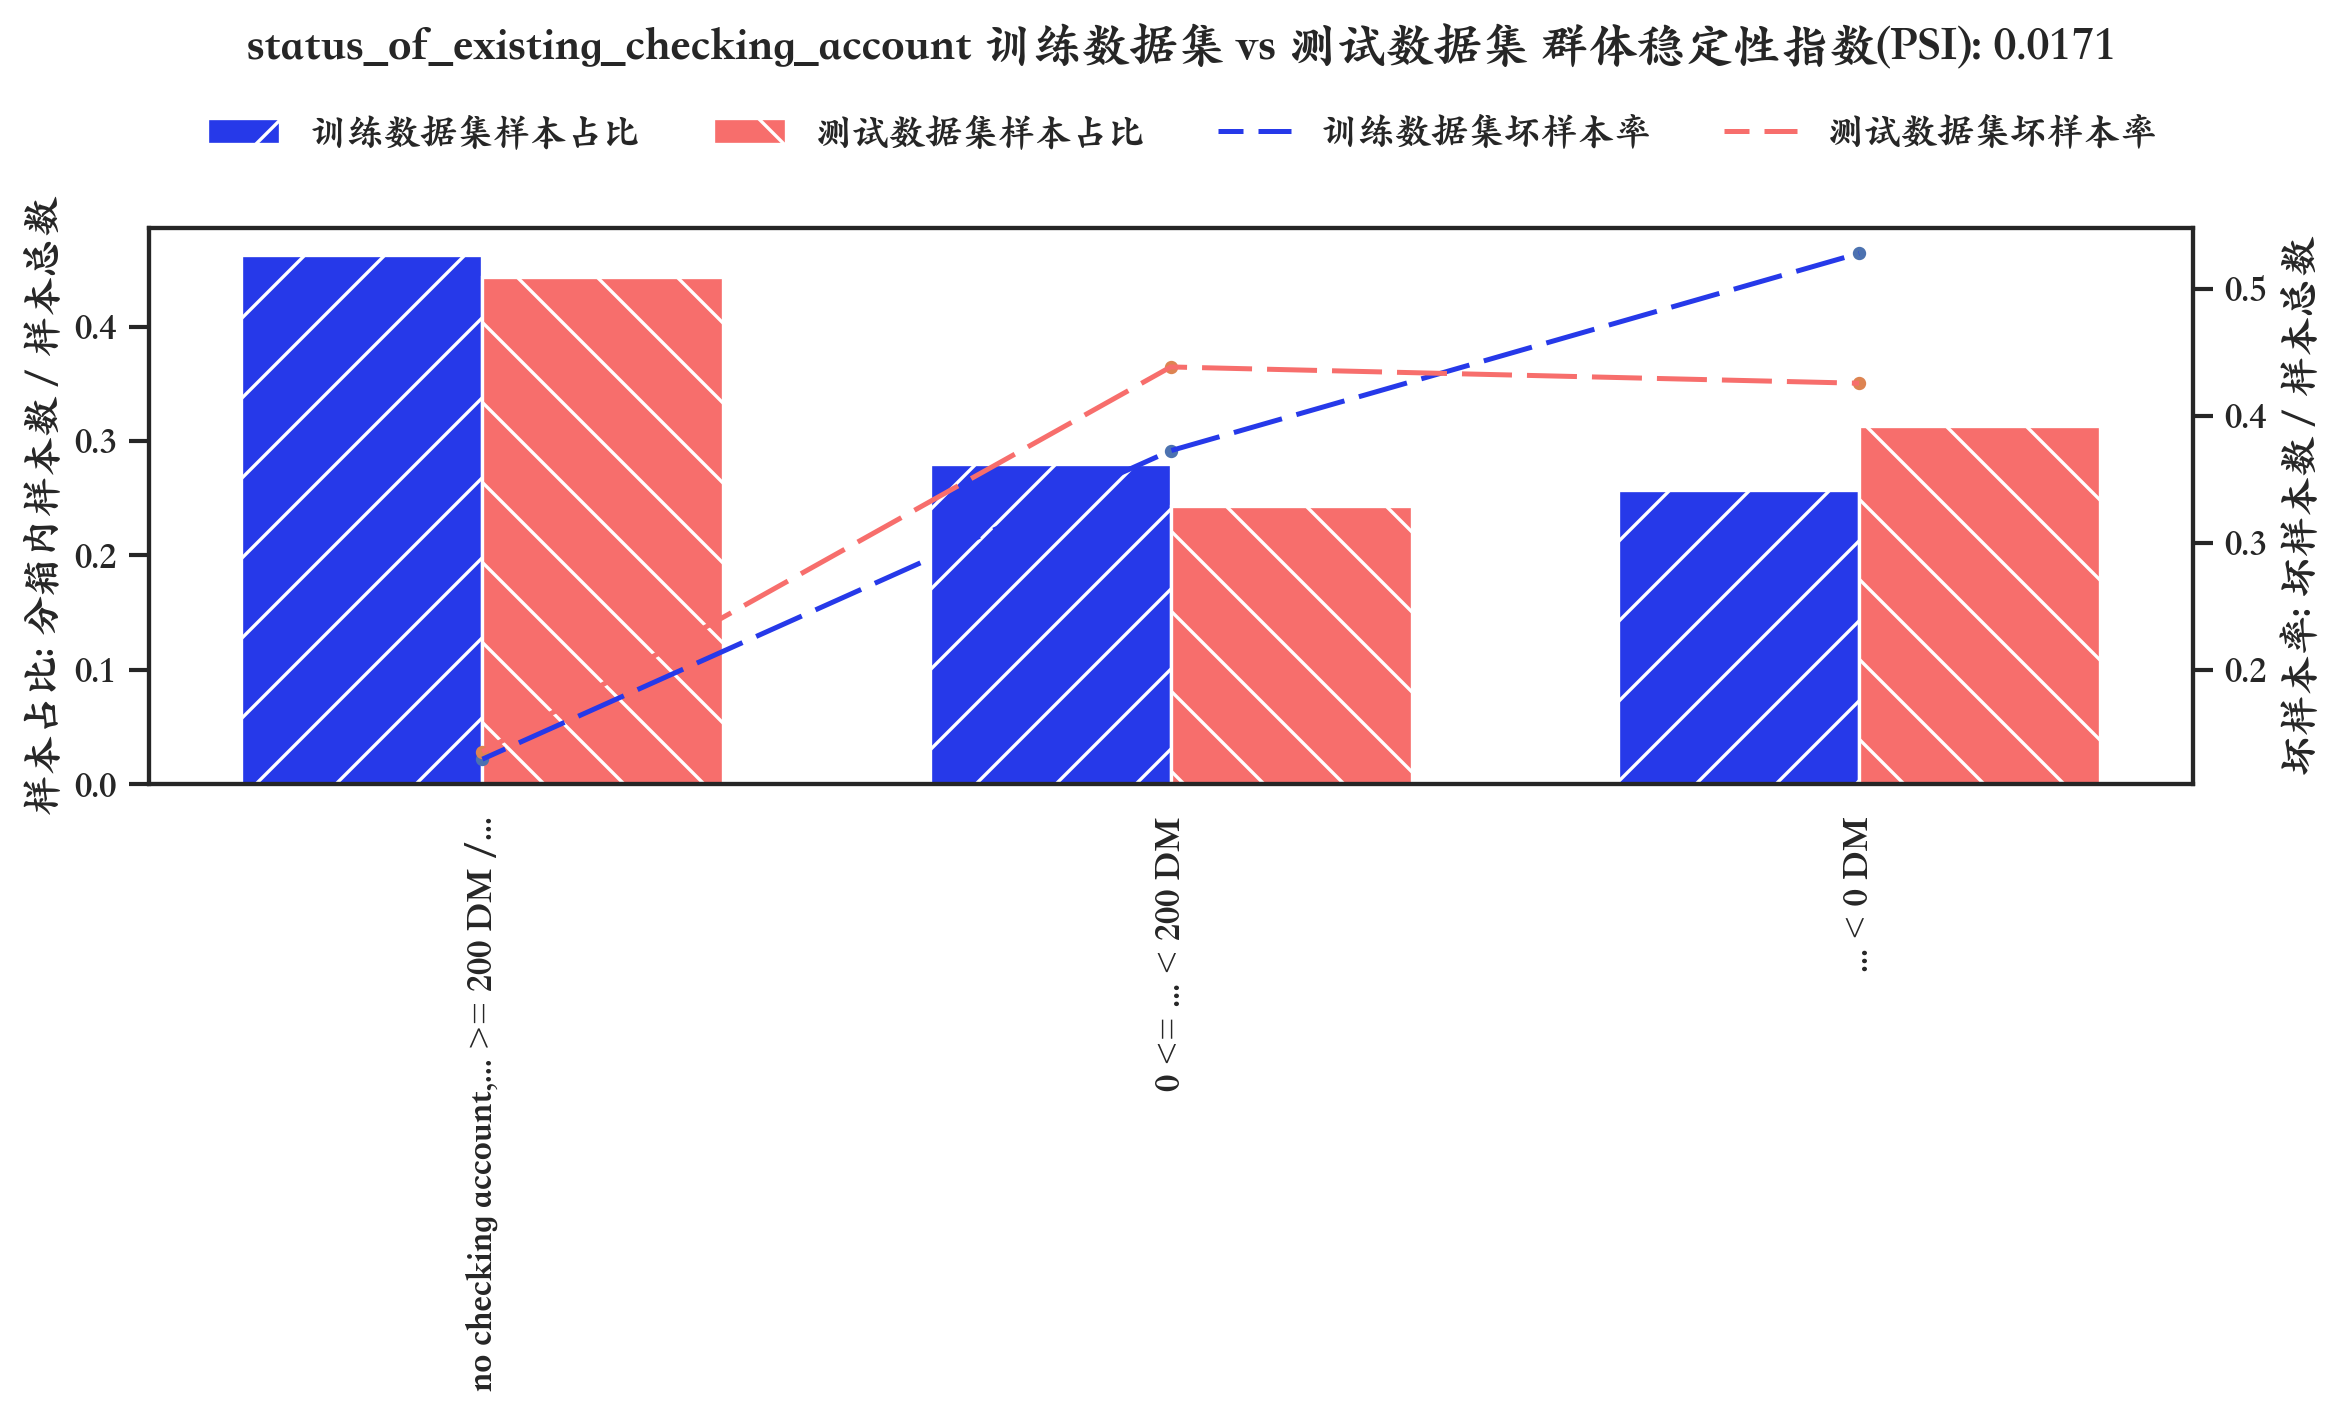 status_of_existing_checking_account 训练数据集 vs 测试数据集 群体稳定性指数(PSI): 0.0171
训练数据集样本占比 测试数据集样本占比 训练数据集坏样本率 测试数据集坏样本率
样本占比: 分箱内样本数 / 样本总数
0.4
0.3
0.2
0.1
0.0
0.5
0.4
0.3
0.2
坏样本率: 坏样本数 / 样本总数
no checking account,... >= 200 DM /...
0 <= ... < 200 DM
... < 0 DM